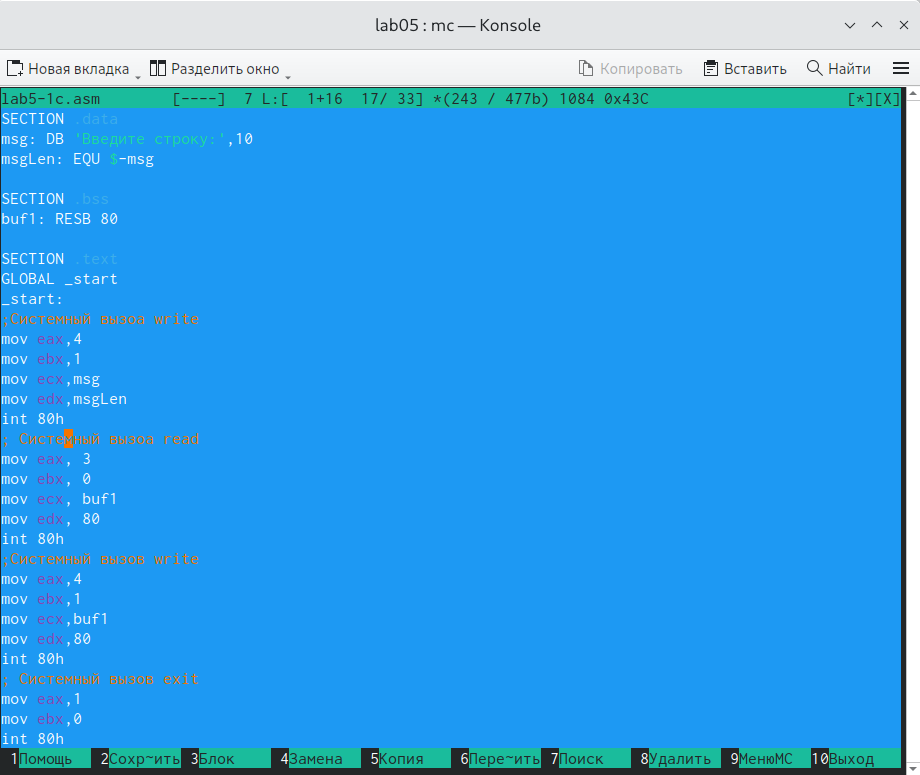 lab05 : mc — Konsole
Новая вкладка Разделить окно Копировать Вставить Найти
lab5-1c.asm [----] 7 L:[ 1+16 17/ 33] *(243 / 477b) 1084 0x43C [*][X]
SECTION .data
msg: DB 'Введите строку:',10
msgLen: EQU $-msg
SECTION .bss
buf1: RESB 80
SECTION .text
GLOBAL _start
_start:
;Системный вызоа write
mov eax,4
mov ebx,1
mov ecx,msg
mov edx,msgLen
int 80h
; Системный вызоа read
mov eax, 3
mov ebx, 0
mov ecx, buf1
mov edx, 80
int 80h
;Системный вызов write
mov eax,4
mov ebx,1
mov ecx,buf1
mov edx,80
int 80h
; Системный вызов exit
mov eax,1
mov ebx,0
int 80h
1Помощь 2Сохр~ить 3Блок 4Замена 5Копия 6Пере~ить 7Поиск 8Удалить 9МенюMC 10Выход